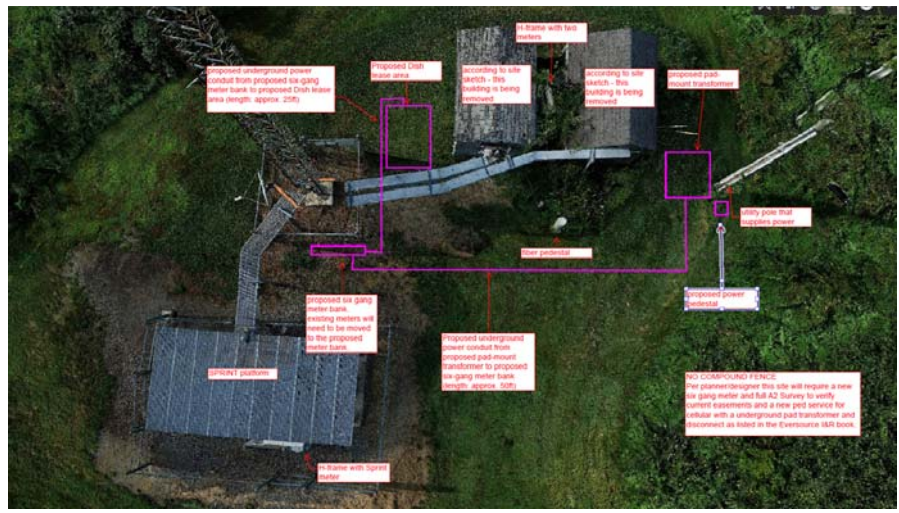 H-frame with two
meters
Proposed Dish
lease area
proposed underground power
conduit from proposed six-gang
meter bank to proposed Dish lease
area (length: approx. 25ft)
according to site
sketch - this
building is being
removed
according to site
sketch - this
building is being
removed
proposed pad-
mount transformer
utility pole that
supplies power
fiber pedestal
proposed power
pedestal
proposed six gang
meter bank.
existing meters will
need to be moved
to the proposed
meter bank
Proposed underground
power conduit from
proposed pad-mount
transformer to proposed
six-gang meter bank
(length: approx. 50ft)
SPRINT platform
NO COMPOUND FENCE
Per planner/designer this site will require a new
six gang meter and full A2 Survey to verify
current easements and a new ped service for
cellular with a underground pad transformer and
disconnect as listed in the Eversource I&R book.
H-frame with Sprint
meter